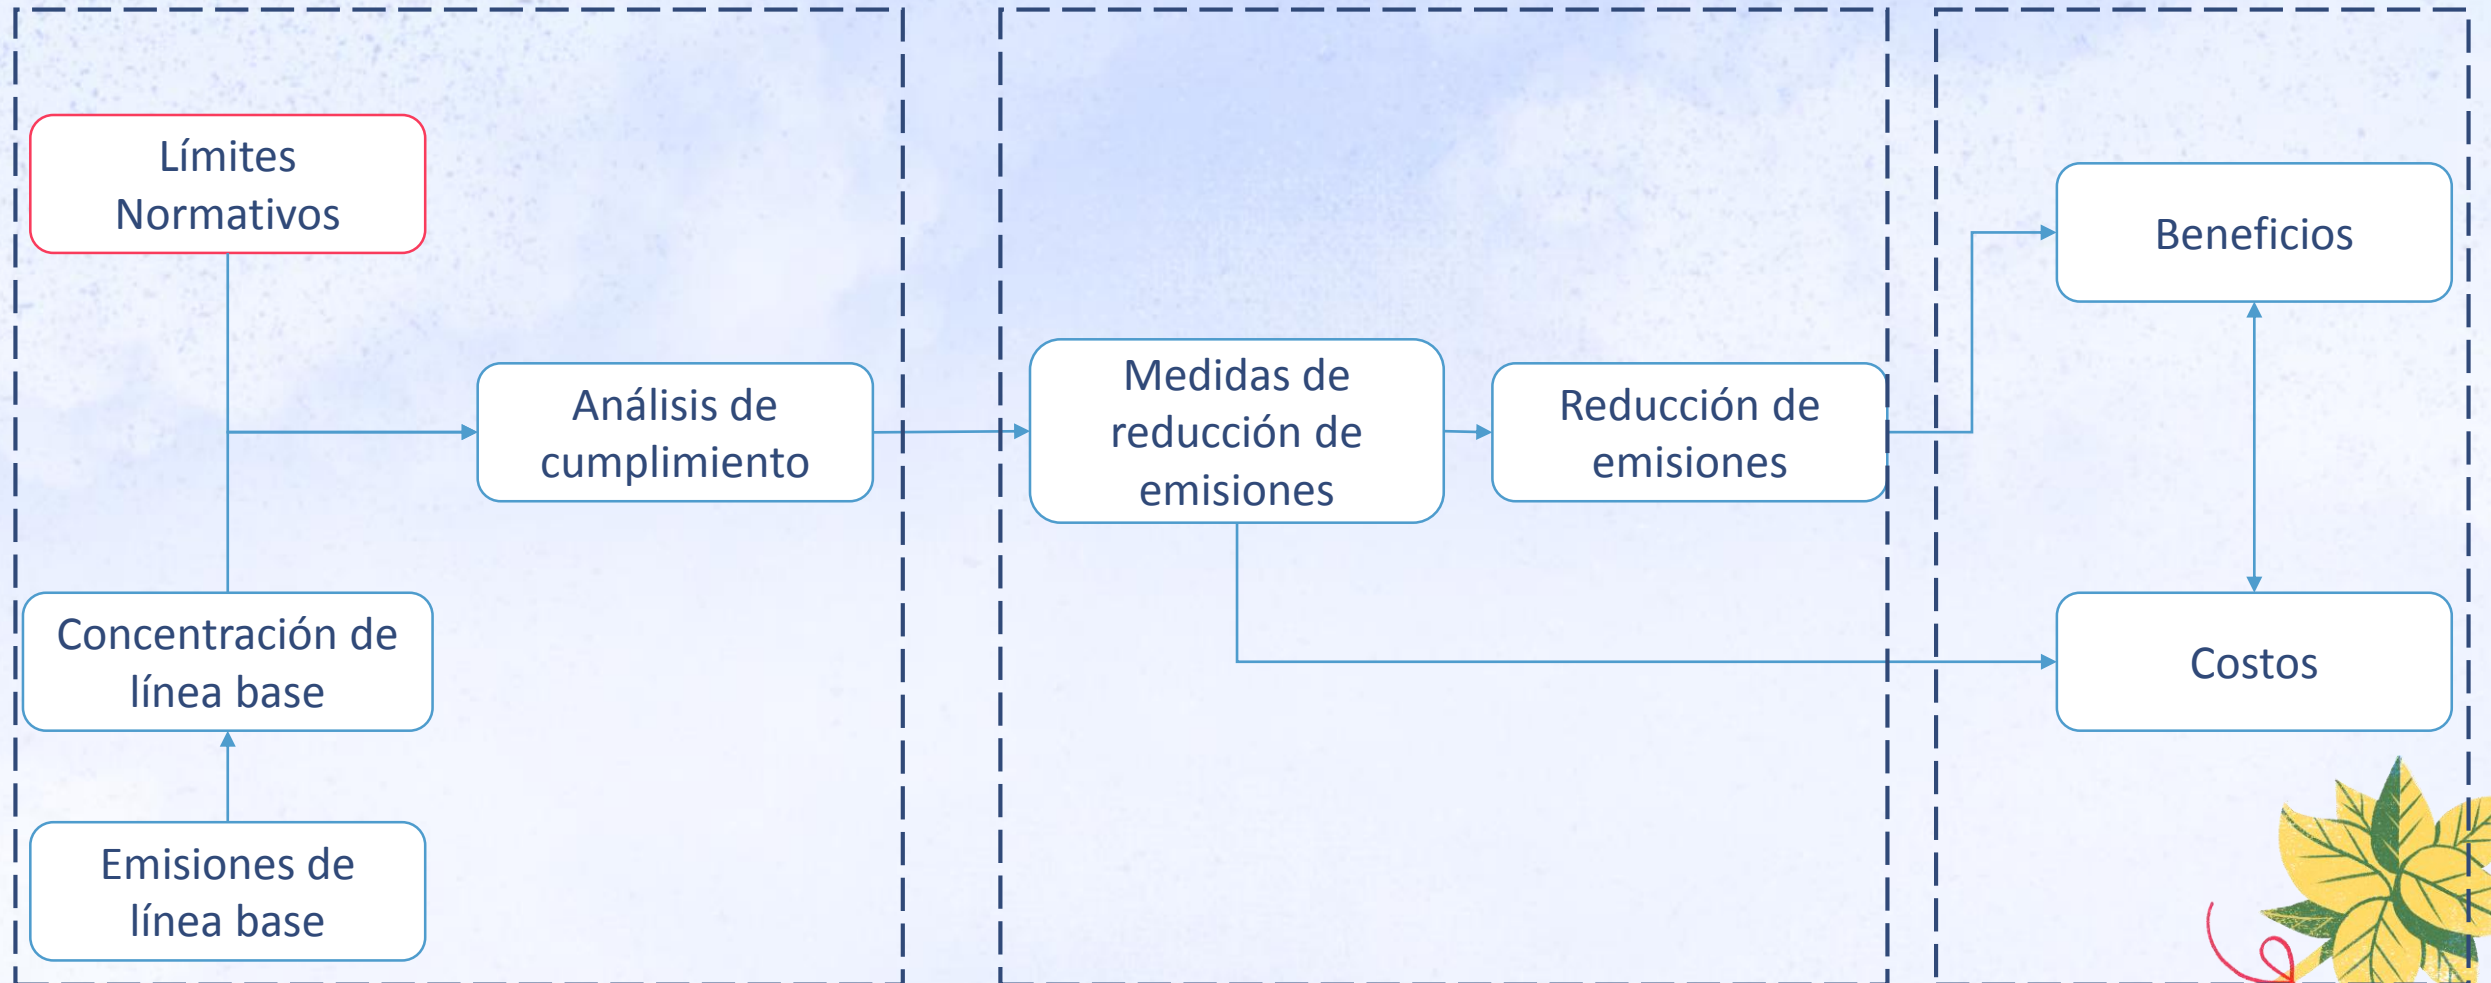 Límites
Normativos
Concentración de
línea base
Emisiones de
línea base
Análisis de
cumplimiento
Medidas de
reducción de
emisiones
Reducción de
emisiones
Beneficios
Costos